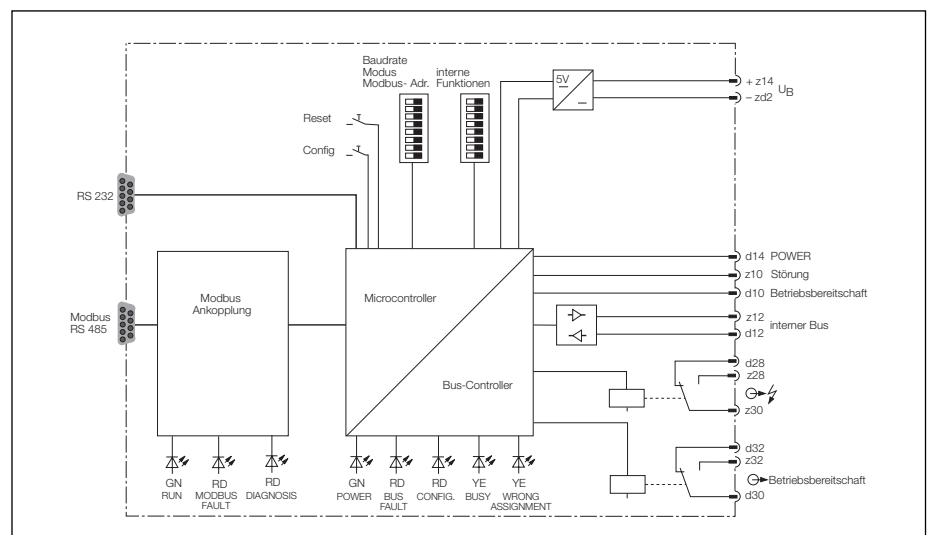 Baudrate
Modus
Modbus- Adr.
interne
Funktionen
5V
+ z14
– zd2
UB
Reset
Config
RS 232
Modbus
RS 485
Modbus
Ankopplung
Microcontroller
Bus-Controller
d14 POWER
z10 Störung
d10 Betriebsbereitschaft
z12
d12
interner Bus
d28
z28
z30
d32
z32
Betriebsbereitschaft
d30
GN
RUN
RD
MODBUS
FAULT
RD
DIAGNOSIS
GN
POWER
RD
BUS
FAULT
RD
CONFIG.
YE
BUSY
YE
WRONG
ASSIGNMENT